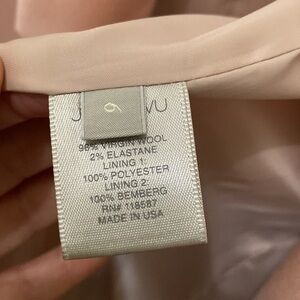 6
98% VIRGIN WOOL
2% ELASTANE
LINING 1:
100% POLYESTER
LINING 2:
100% BEMBERG
RN# 118587
MADE IN USA